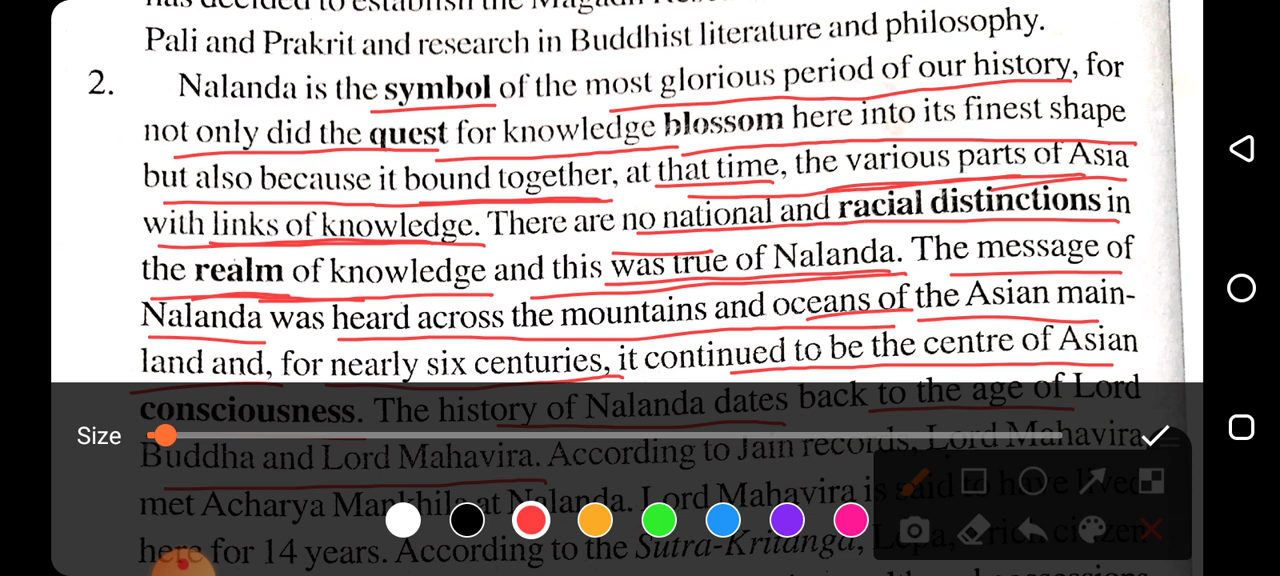 Pali and Prakrit and research in Buddhist literature and philosophy.
2. Nalanda is the symbol of the most glorious period of our history, for
not only did the quest for knowledge blossom here into its finest shape
but also because it bound together, at that time, the various parts of Asia
with links of knowledge. There are no national and racial distinctions in
the realm of knowledge and this was true of Nalanda. The message of
Nalanda was heard across the mountains and oceans of the Asian main-
land and, for nearly six centuries, it continued to be the centre of Asian
consciousness. The history of Nalanda dates back to the age of Lord
Size
Buddha and Lord Mahavira. According to Jain records, Lord Mahavira
met Acharya Mankhila at Nalanda. Lord Mahavira is said to have lived
here for 14 years. According to the Sutra-Kritanga,